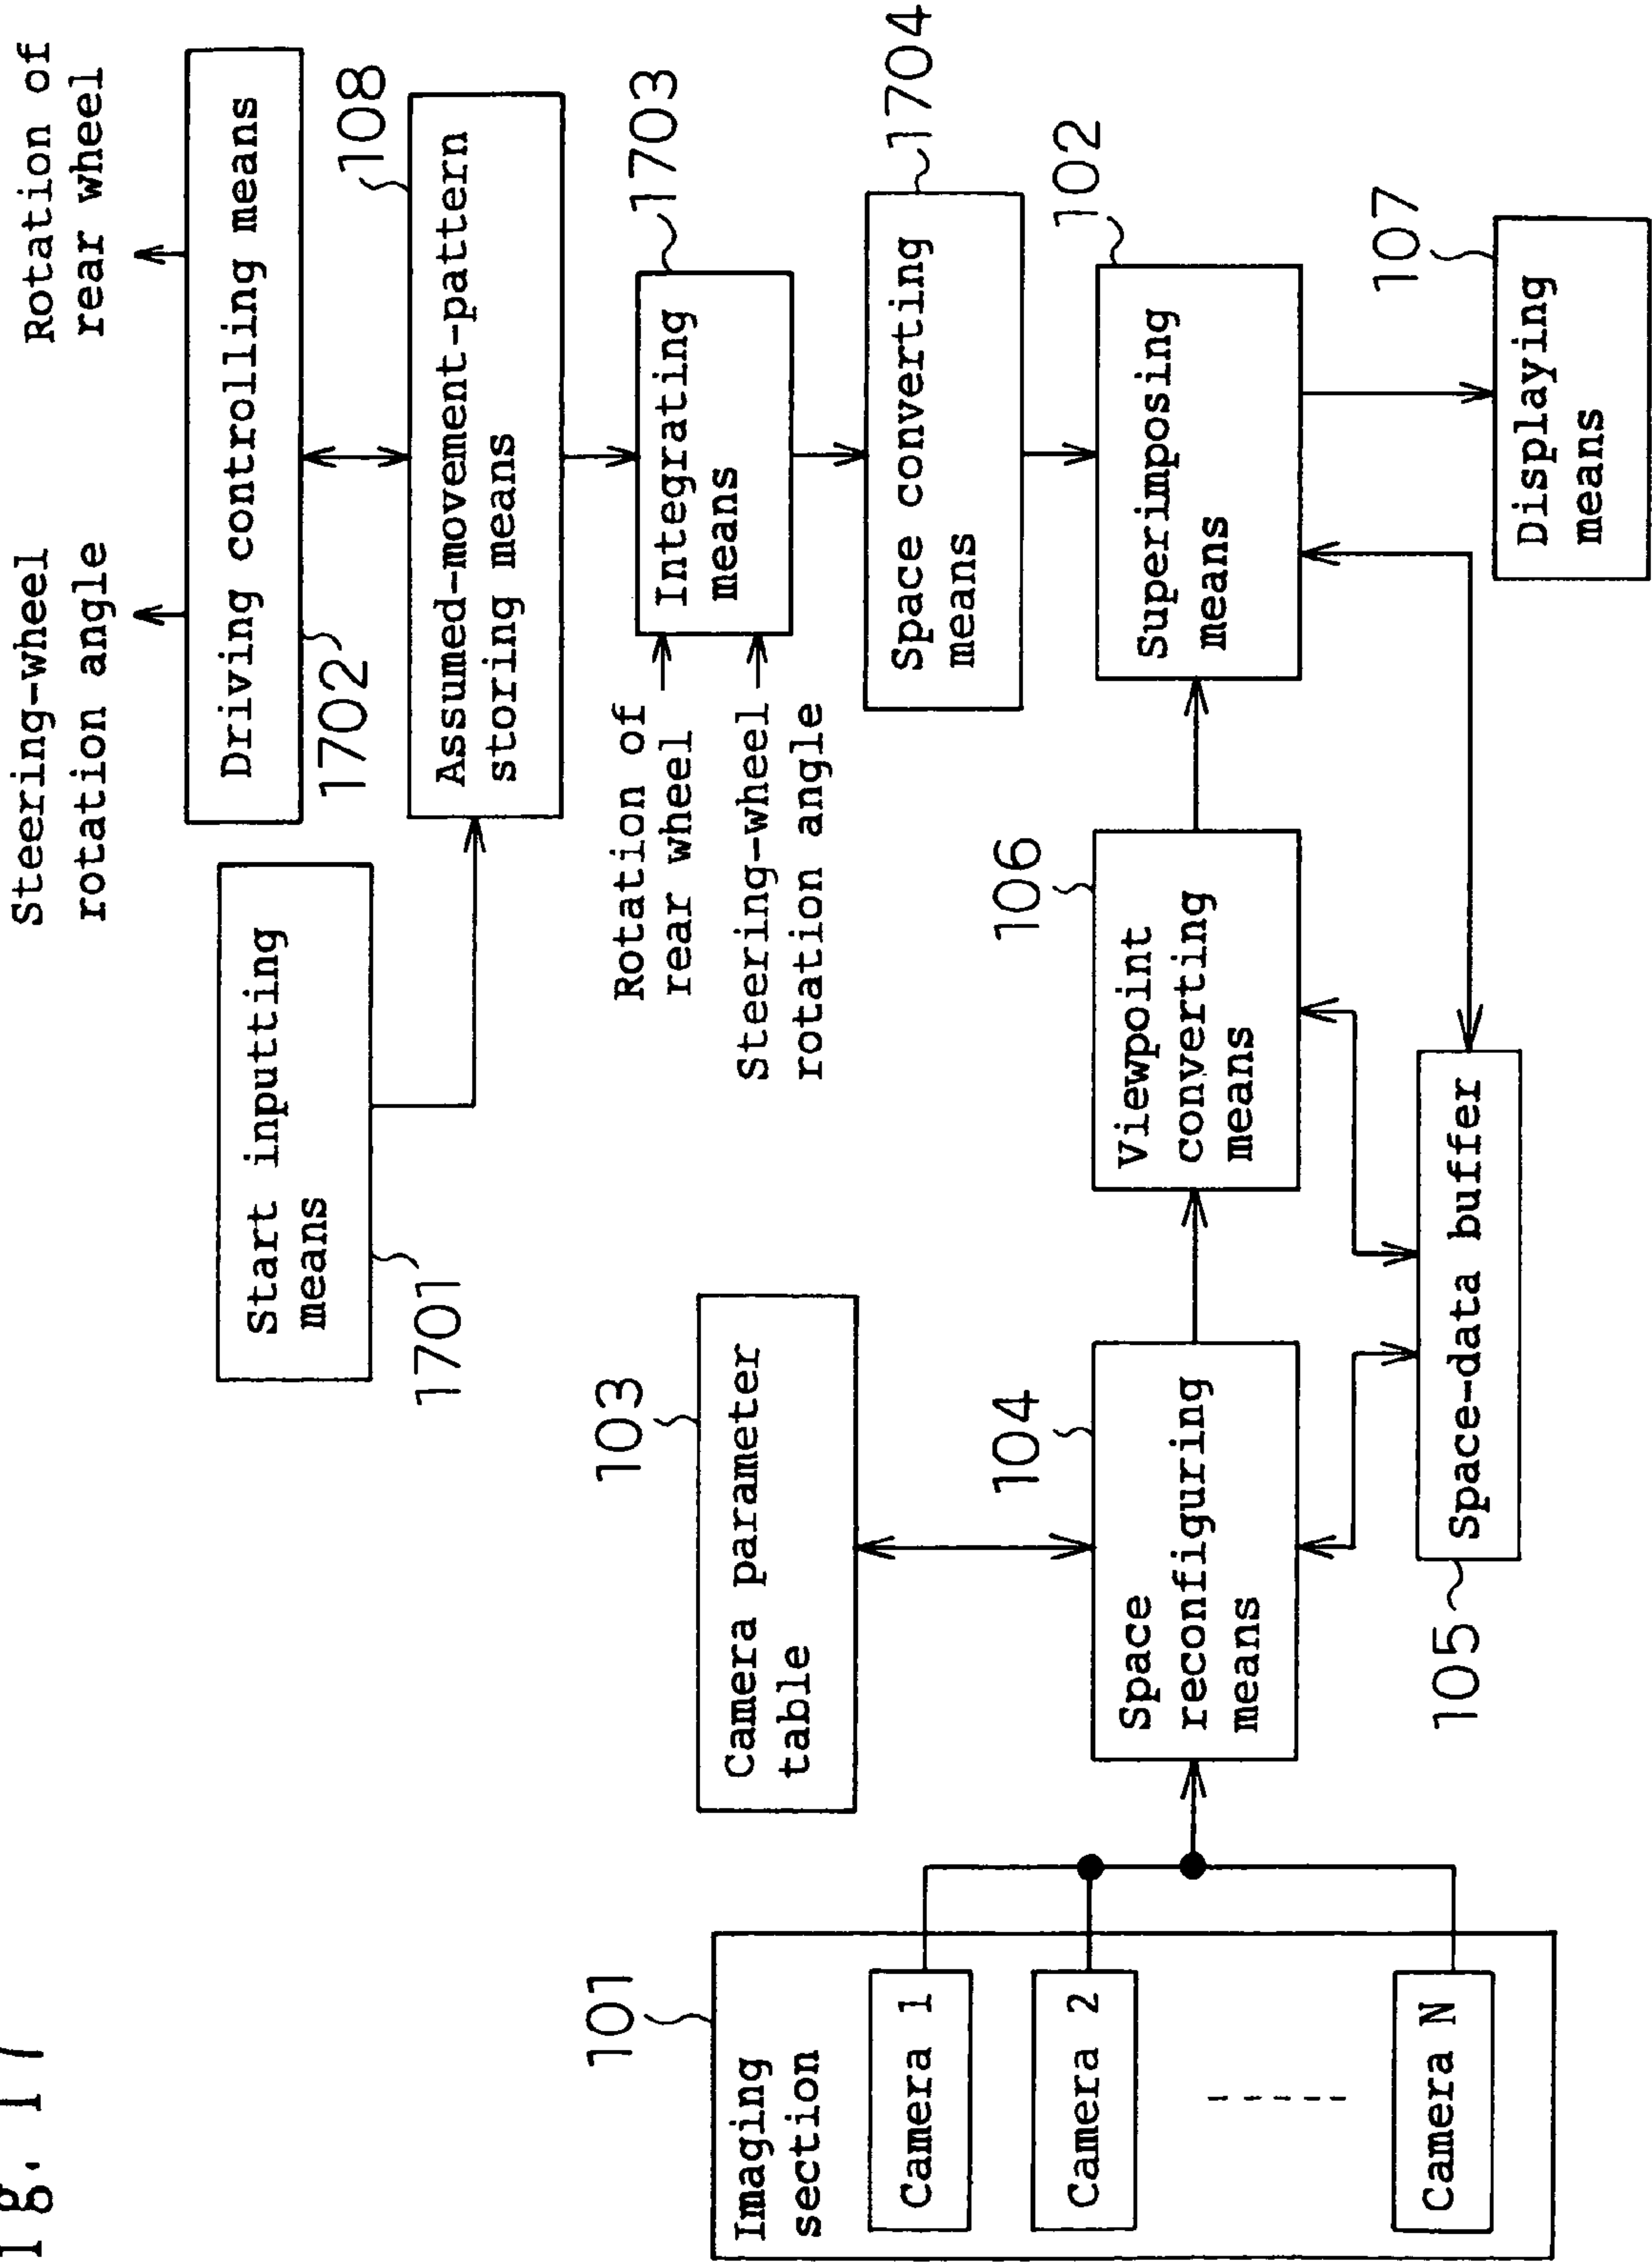 ig. 17
Steering-wheel
rotation angle
Rotation of
rear wheel
Driving controlling means
1702
Start inputting
means
1701
108
Assumed-movement-pattern
storing means
Rotation of
rear wheel
Steering-wheel
rotation angle
Integrating
means
1703
Space converting
means
1704
103
Camera parameter
table
101
Imaging
section
Camera 1
Camera 2
Camera N
104
Space
reconfiguring
means
106
Viewpoint
converting
means
102
Superimposing
means
107
Displaying
means
105
Space-data buffer